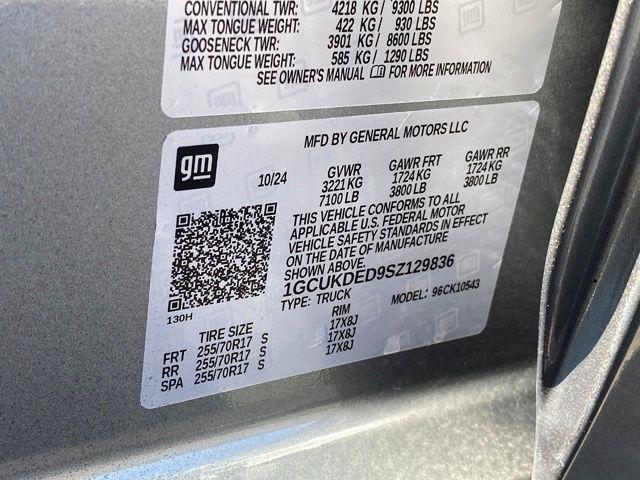 CONVENTIONAL TWR: 4218 KG / 9300 LBS
MAX TONGUE WEIGHT: 422 KG / 930 LBS
GOOSENECK TWR: 3901 KG / 8600 LBS
MAX TONGUE WEIGHT: 585 KG / 1290 LBS
SEE OWNER'S MANUAL FOR MORE INFORMATION
gm
MFD BY GENERAL MOTORS LLC
10/24
GVWR GAWR FRT GAWR RR
3221 KG 1724 KG 1724 KG
7100 LB 3800 LB 3800 LB
THIS VEHICLE CONFORMS TO ALL
APPLICABLE U.S. FEDERAL MOTOR
VEHICLE SAFETY STANDARDS IN EFFECT
ON THE DATE OF MANUFACTURE
SHOWN ABOVE.
1GCUKDED9SZ129836
TYPE: TRUCK MODEL: 96CK10543
130H
TIRE SIZE RIM
FRT 255/70R17 S 17X8J
RR 255/70R17 S 17X8J
SPA 255/70R17 S 17X8J